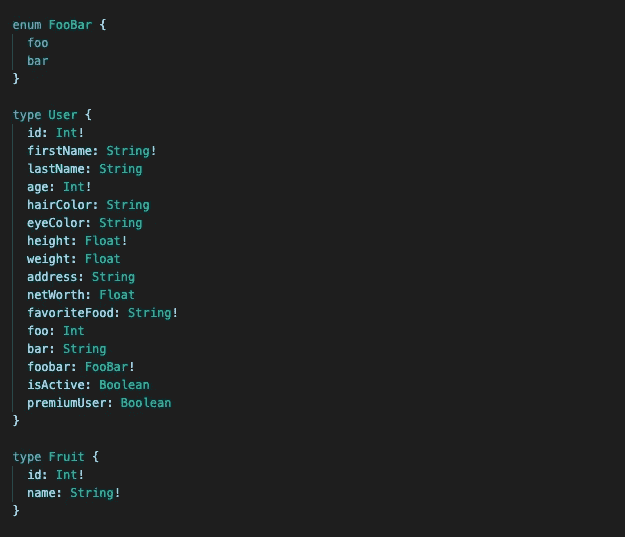 enum FooBar {
foo
bar
}
type User {
id: Int!
firstName: String!
lastName: String
age: Int!
hairColor: String
eyeColor: String
height: Float!
weight: Float
address: String
netWorth: Float
favoriteFood: String!
foo: Int
bar: String
foobar: FooBar!
isActive: Boolean
premiumUser: Boolean
}
type Fruit {
id: Int!
name: String!
}